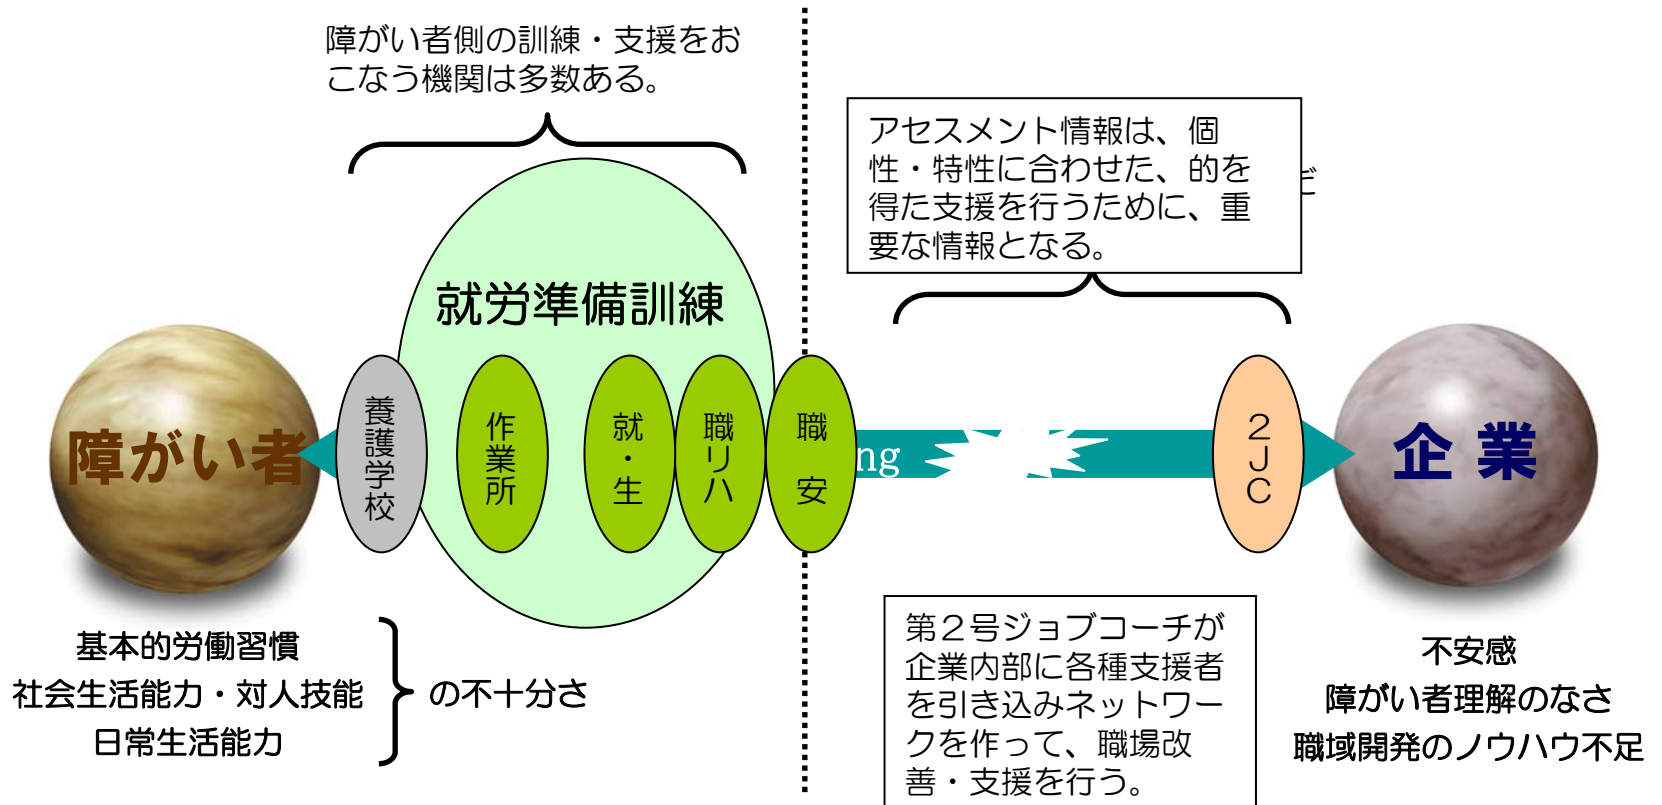 障がい者側の訓練・支援をお
こなう機関は多数ある。
アセスメント情報は、個
性・特性に合わせた、的を
得た支援を行うために、重
要な情報となる。
就労準備訓練
障がい者
養護学校
作業所
就・生
職リハ
職安
ng
2JC
企業
基本的労働習慣
社会生活能力・対人技能
日常生活能力
の不十分さ
第2号ジョブコーチが
企業内部に各種支援者
を引き込みネットワー
クを作って、職場改
善・支援を行う。
不安感
障がい者理解のなさ
職域開発のノウハウ不足